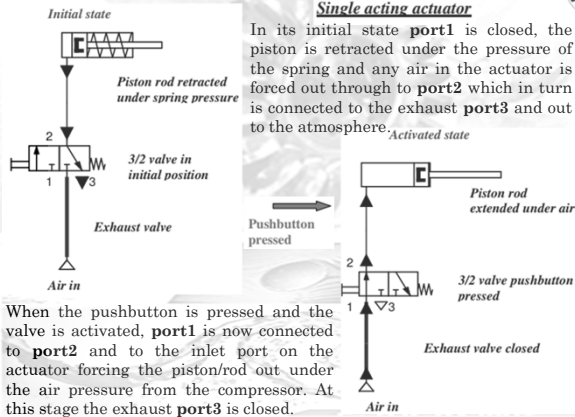 Initial state
Single acting actuator
In its initial state port1 is closed, the
piston is retracted under the pressure of
the spring and any air in the actuator is
forced out through to port2 which in turn
is connected to the exhaust port3 and out
to the atmosphere.
Piston rod retracted
under spring pressure
2
1
3
3/2 valve in
initial position
Exhaust valve
Air in
Pushbutton
pressed
Activated state
Piston rod
extended under air
2
1
3
3/2 valve pushbutton
pressed
Exhaust valve closed
Air in
When the pushbutton is pressed and the
valve is activated, port1 is now connected
to port2 and to the inlet port on the
actuator forcing the piston/rod out under
the air pressure from the compressor. At
this stage the exhaust port3 is closed.